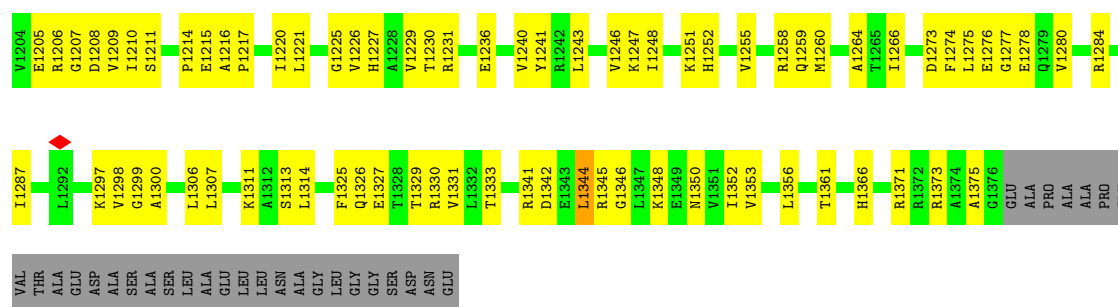 V1204 E1205 R1206 G1207 D1208 V1209 I1210 S1211 P1214 E1215 A1216 P1217 I1220 L1221 G1225 V1226 H1227 A1228 V1229 T1230 R1231 E1236 V1240 Y1241 R1242 L1243 V1246 K1247 I1248 K1251 H1252 V1255 R1258 Q1259 M1260 A1264 T1265 I1266 D1273 F1274 L1275 E1276 G1277 E1278 Q1279 V1280 R1284
I1287 L1292 K1297 V1298 G1299 A1300 L1306 L1307 K1311 A1312 S1313 L1314 F1325 Q1326 E1327 T1328 T1329 R1330 V1331 L1332 T1333 R1341 D1342 E1343 L1344 R1345 G1346 L1347 K1348 E1349 N1350 V1351 I1352 V1353 L1356 T1361 H1366 R1371 R1372 R1373 A1374 A1375 G1376 GLU ALA PRO ALA ALA PRO
VAL THR ALA GLU ASP ALA SER ALA SER LEU ALA GLU LEU LEU ASN ALA GLY LEU GLY GLY SER ASP ASN GLU